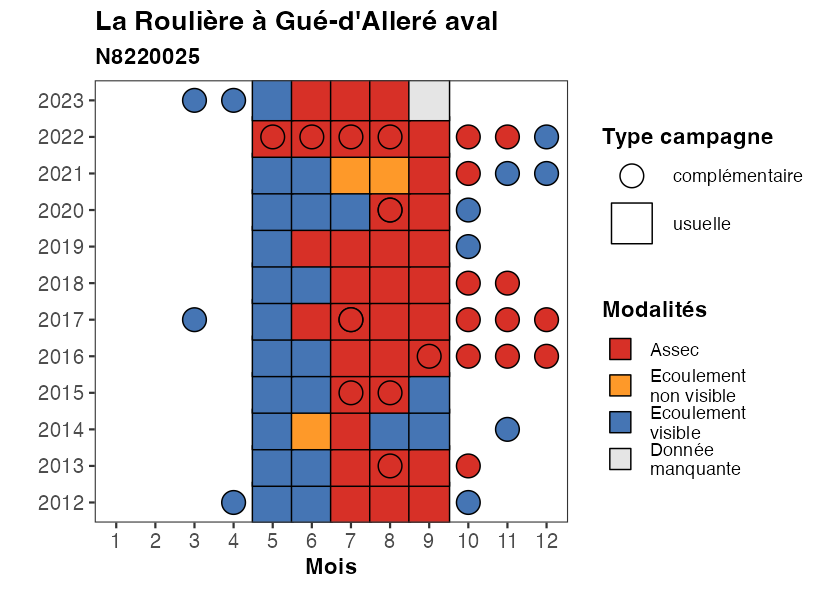 La Roulière à Gué-d'Alleré aval
N8220025
2023
2022
2021
2020
2019
2018
2017
2016
2015
2014
2013
2012
1 2 3 4 5 6 7 8 9 10 11 12
Mois
Type campagne
complémentaire
usuelle
Modalités
Assec
Ecoulement
non visible
Ecoulement
visible
Donnée
manquante